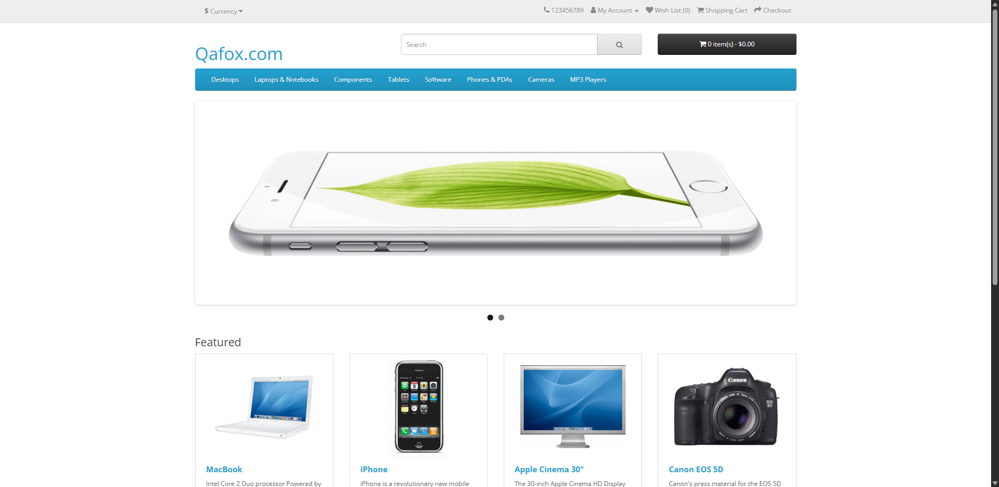 $ Currency
123456789 My Account Wish List (0) Shopping Cart Checkout
Qafox.com
Search
0 item(s) - $0.00
Desktops Laptops & Notebooks Components Tablets Software Phones & PDAs Cameras MP3 Players
Featured
Canon
EOS
5D
MacBook
Intel Core 2 Duo processor Powered by
iPhone
iPhone is a revolutionary new mobile
Apple Cinema 30"
The 30-inch Apple Cinema HD Display
Canon EOS 5D
Canon's press material for the EOS 5D